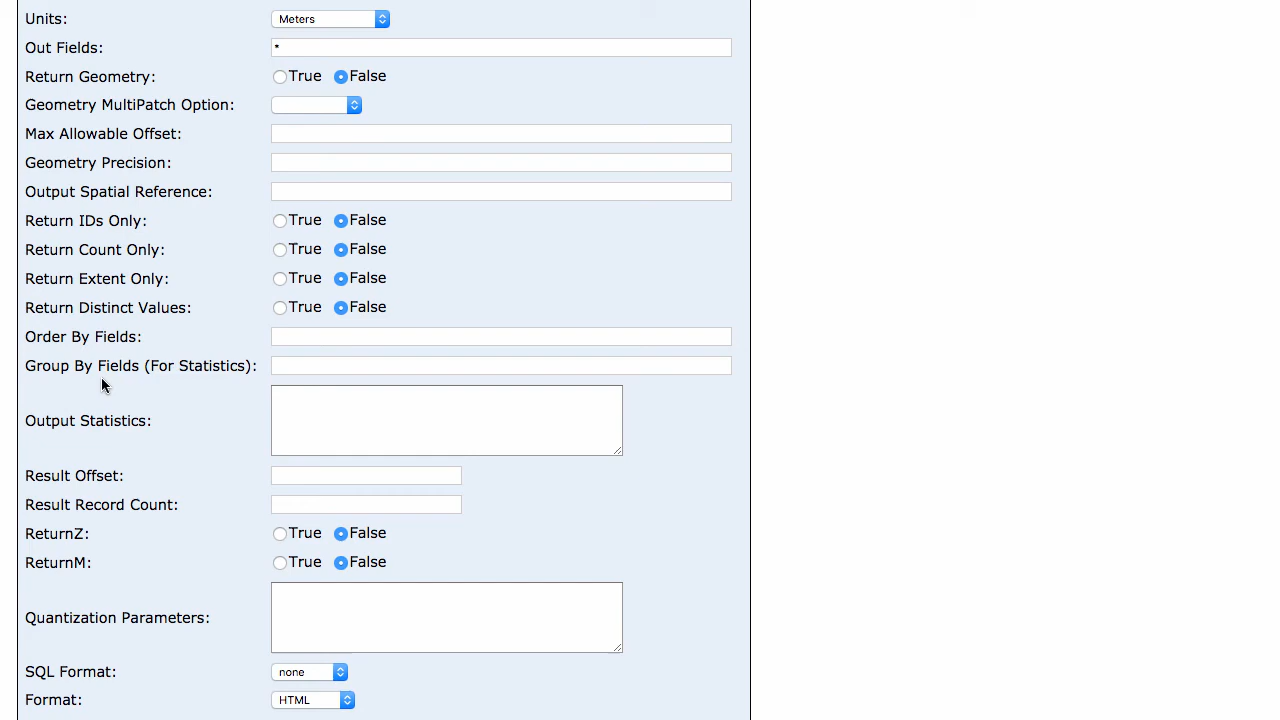 Units: Meters
Out Fields: *
Return Geometry: True False
Geometry MultiPatch Option:
Max Allowable Offset:
Geometry Precision:
Output Spatial Reference:
Return IDs Only: True False
Return Count Only: True False
Return Extent Only: True False
Return Distinct Values: True False
Order By Fields:
Group By Fields (For Statistics):
Output Statistics:
Result Offset:
Result Record Count:
ReturnZ: True False
ReturnM: True False
Quantization Parameters:
SQL Format: none
Format: HTML